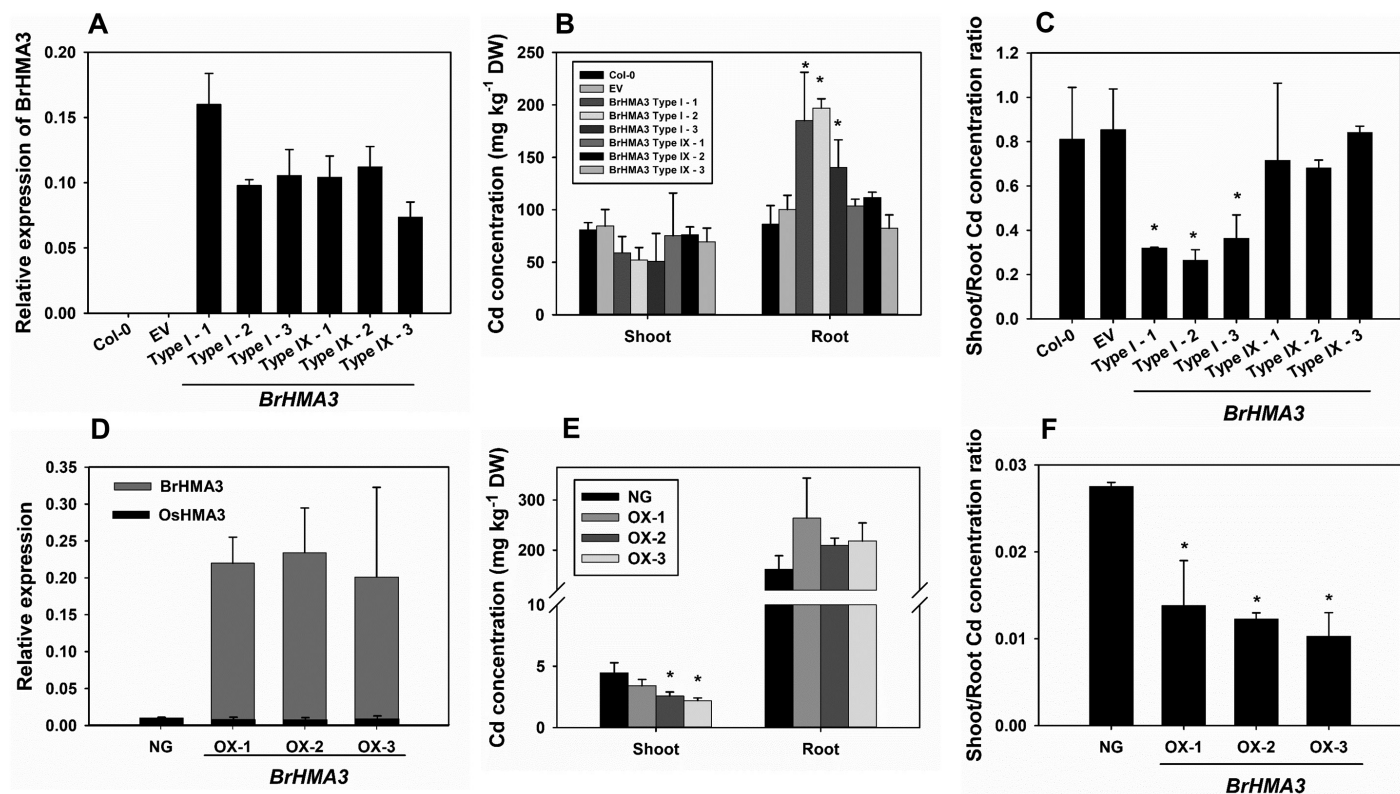 A
Relative expression of BrHMA3
0.20
0.15
0.10
0.05
0.00
Col-0
EV
Type I - 1
Type I - 2
Type I - 3
Type IX - 1
Type IX - 2
Type IX - 3
BrHMA3
B
Cd concentration (mg kg-1 DW)
250
200
150
100
50
0
Col-0
EV
BrHMA3 Type I - 1
BrHMA3 Type I - 2
BrHMA3 Type I - 3
BrHMA3 Type IX - 1
BrHMA3 Type IX - 2
BrHMA3 Type IX - 3
* * *
Shoot Root
C
Shoot/Root Cd concentration ratio
1.2
1.0
0.8
0.6
0.4
0.2
0.0
* * *
Col-0
EV
Type I - 1
Type I - 2
Type I - 3
Type IX - 1
Type IX - 2
Type IX - 3
BrHMA3
D
Relative expression
0.35
0.30
0.25
0.20
0.15
0.10
0.05
0.00
BrHMA3
OsHMA3
NG OX-1 OX-2 OX-3
BrHMA3
E
Cd concentration (mg kg-1 DW)
300
200
10
5
0
NG
OX-1
OX-2
OX-3
* *
Shoot Root
F
Shoot/Root Cd concentration ratio
0.03
0.02
0.01
0.00
* * *
NG OX-1 OX-2 OX-3
BrHMA3